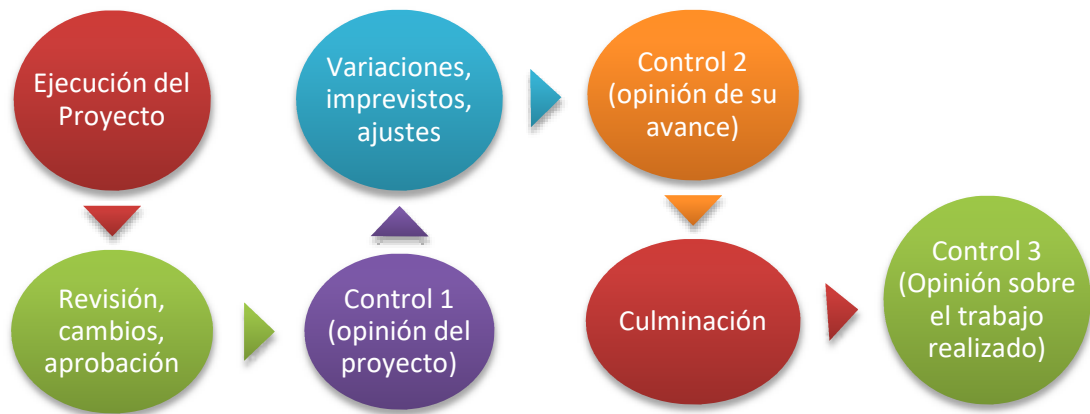 Ejecución del
Proyecto
Revisión,
cambios,
aprobación
Control 1
(opinión del
proyecto)
Variaciones,
imprevistos,
ajustes
Control 2
(opinión de su
avance)
Culminación
Control 3
(Opinión sobre
el trabajo
realizado)